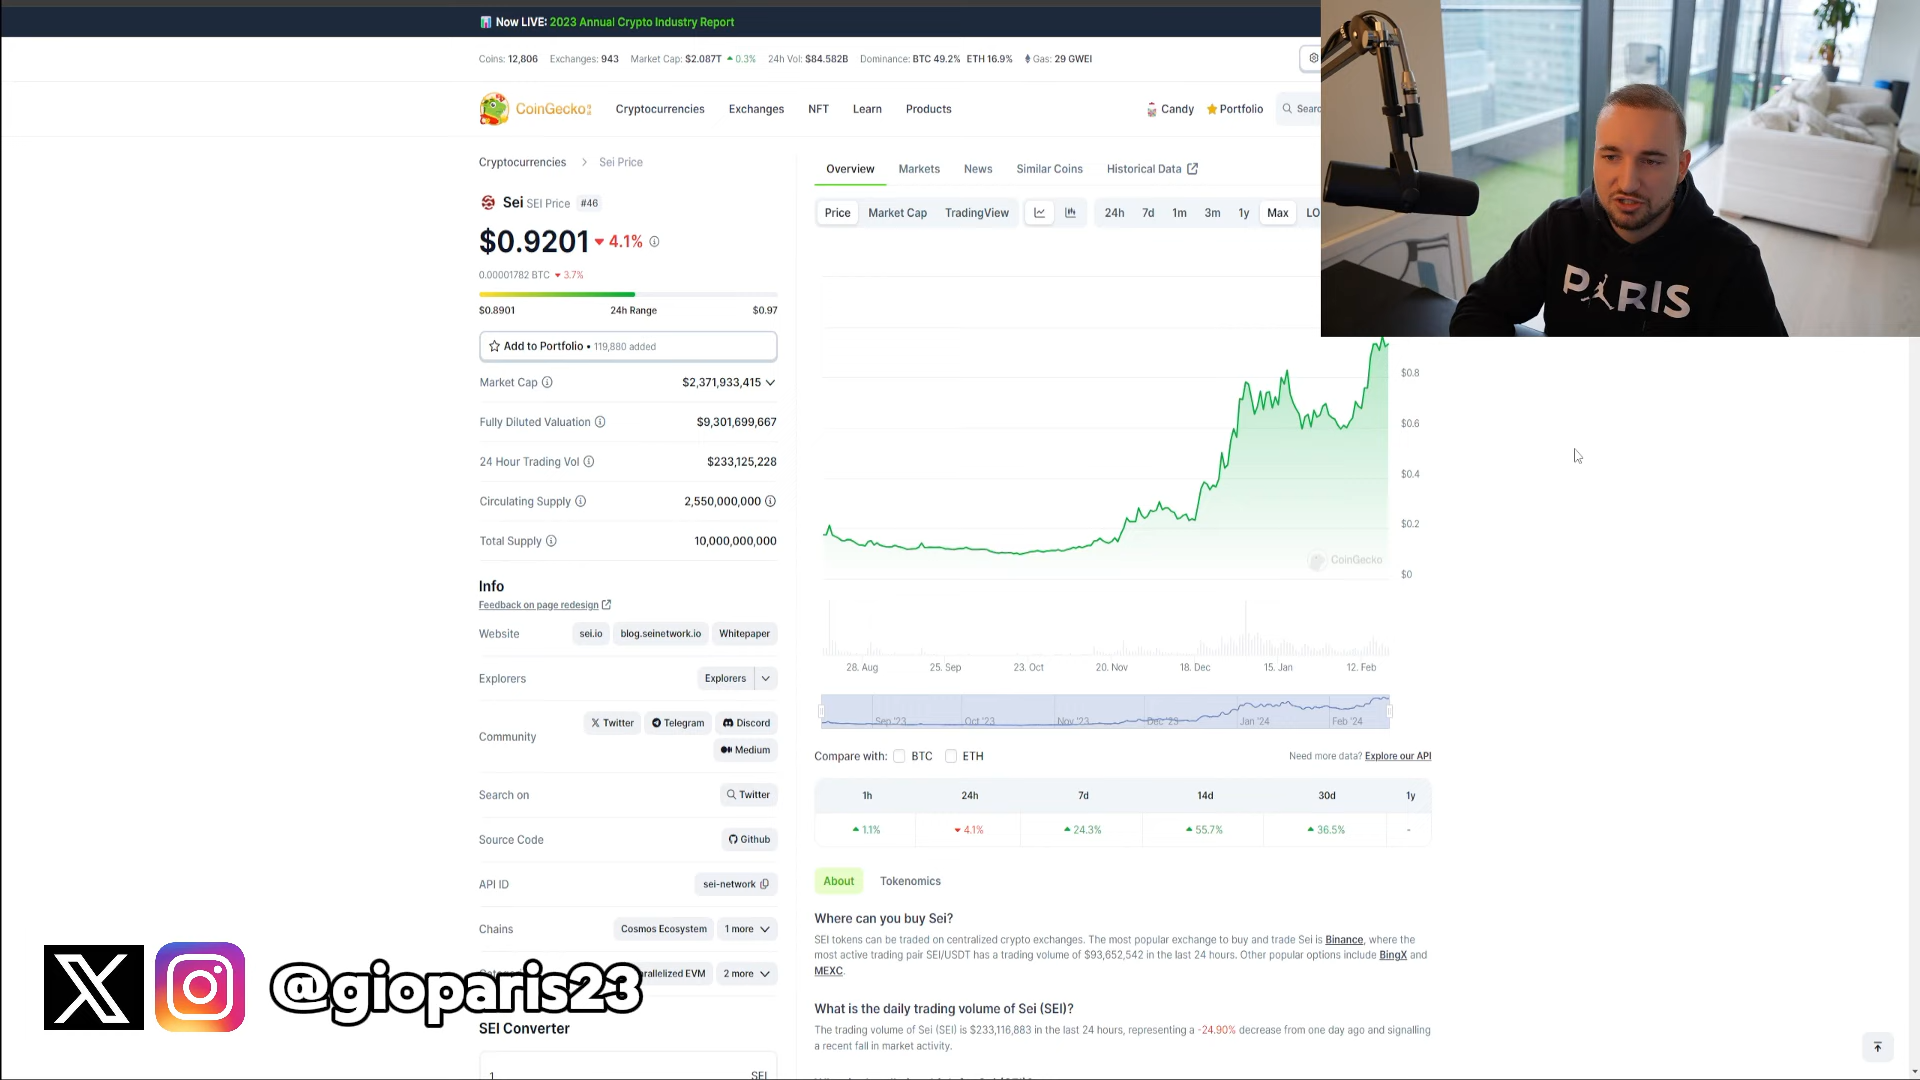 Now LIVE: 2023 Annual Crypto Industry Report
Coins: 12,806 Exchanges: 943 Market Cap: $2.087T 0.3% 24h Vol: $84.582B Dominance: BTC 49.2% ETH 16.9% Gas: 29 GWEI
CoinGecko Cryptocurrencies Exchanges NFT Learn Products Candy Portfolio Searc
PARIS
Cryptocurrencies > Sei Price
Sei SEI Price #46
$0.9201 4.1%
0.00001782 BTC 3.7%
$0.8901 24h Range $0.97
Add to Portfolio • 119,880 added
Market Cap $2,371,933,415
Fully Diluted Valuation $9,301,699,667
24 Hour Trading Vol $233,125,228
Circulating Supply 2,550,000,000
Total Supply 10,000,000,000
Info
Feedback on page redesign
Website sei.io blog.seinetwork.io Whitepaper
Explorers Explorers
Community Twitter Telegram Discord
Medium
Search on Twitter
Source Code Github
API ID sei-network
Chains Cosmos Ecosystem 1 more
rallelized EVM 2 more
@gioparis23
SEI Converter
1 SEI
Overview Markets News Similar Coins Historical Data
Price Market Cap TradingView 24h 7d 1m 3m 1y Max LO
$0.8
$0.6
$0.4
$0.2
$0
CoinGecko
28. Aug 25. Sep 23. Oct 20. Nov 18. Dec 15. Jan 12. Feb
Sep '23 Oct '23 Nov '23 Dec '23 Jan '24 Feb '24
Compare with: BTC ETH Need more data? Explore our API
1h 24h 7d 14d 30d 1y
1.1% 4.1% 24.3% 55.7% 36.5% -
About Tokenomics
Where can you buy Sei?
SEI tokens can be traded on centralized crypto exchanges. The most popular exchange to buy and trade Sei is Binance, where the
most active trading pair SEI/USDT has a trading volume of $93,652,542 in the last 24 hours. Other popular options include BingX and
MEXC.
What is the daily trading volume of Sei (SEI)?
The trading volume of Sei (SEI) is $233,116,883 in the last 24 hours, representing a -24.90% decrease from one day ago and signalling
a recent fall in market activity.